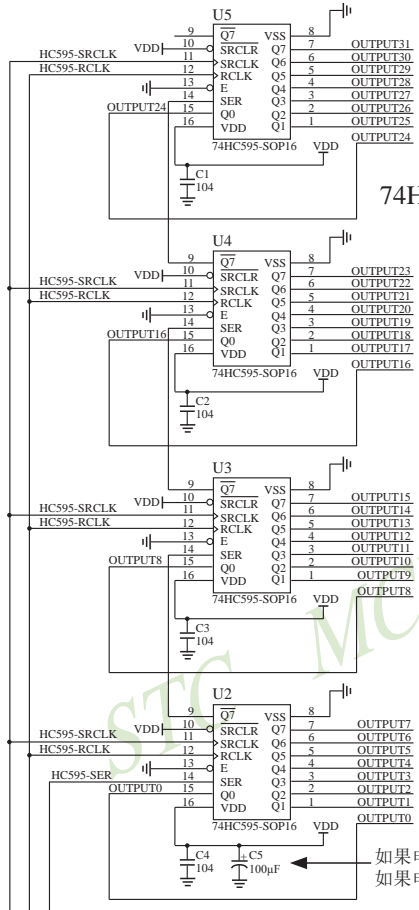 U5
9 Q7 VSS 8
VDD 10 SRCLR Q7 7 OUTPUT31
HC595-SRCLK 11 SRCLK Q6 6 OUTPUT30
HC595-RCLK 12 RCLK Q5 5 OUTPUT29
13 E Q4 4 OUTPUT28
14 SER Q3 3 OUTPUT27
OUTPUT24 15 Q0 Q2 2 OUTPUT26
16 VDD Q1 1 OUTPUT25
OUTPUT24
74HC595-SOP16 VDD
C1
104
74H
U4
9 Q7 VSS 8
VDD 10 SRCLR Q7 7 OUTPUT23
HC595-SRCLK 11 SRCLK Q6 6 OUTPUT22
HC595-RCLK 12 RCLK Q5 5 OUTPUT21
13 E Q4 4 OUTPUT20
14 SER Q3 3 OUTPUT19
OUTPUT16 15 Q0 Q2 2 OUTPUT18
16 VDD Q1 1 OUTPUT17
OUTPUT16
74HC595-SOP16 VDD
C2
104
U3
9 Q7 VSS 8
VDD 10 SRCLR Q7 7 OUTPUT15
HC595-SRCLK 11 SRCLK Q6 6 OUTPUT14
HC595-RCLK 12 RCLK Q5 5 OUTPUT13
13 E Q4 4 OUTPUT12
14 SER Q3 3 OUTPUT11
OUTPUT8 15 Q0 Q2 2 OUTPUT10
16 VDD Q1 1 OUTPUT9
OUTPUT8
74HC595-SOP16 VDD
C3
104
STC MC
U2
9 Q7 VSS 8
VDD 10 SRCLR Q7 7 OUTPUT7
HC595-SRCLK 11 SRCLK Q6 6 OUTPUT6
HC595-RCLK 12 RCLK Q5 5 OUTPUT5
13 E Q4 4 OUTPUT4
HC595-SER 14 SER Q3 3 OUTPUT3
OUTPUT0 15 Q0 Q2 2 OUTPUT2
16 VDD Q1 1 OUTPUT1
OUTPUT0
74HC595-SOP16 VDD
C4
104
+ C5
100μF
如果
如果